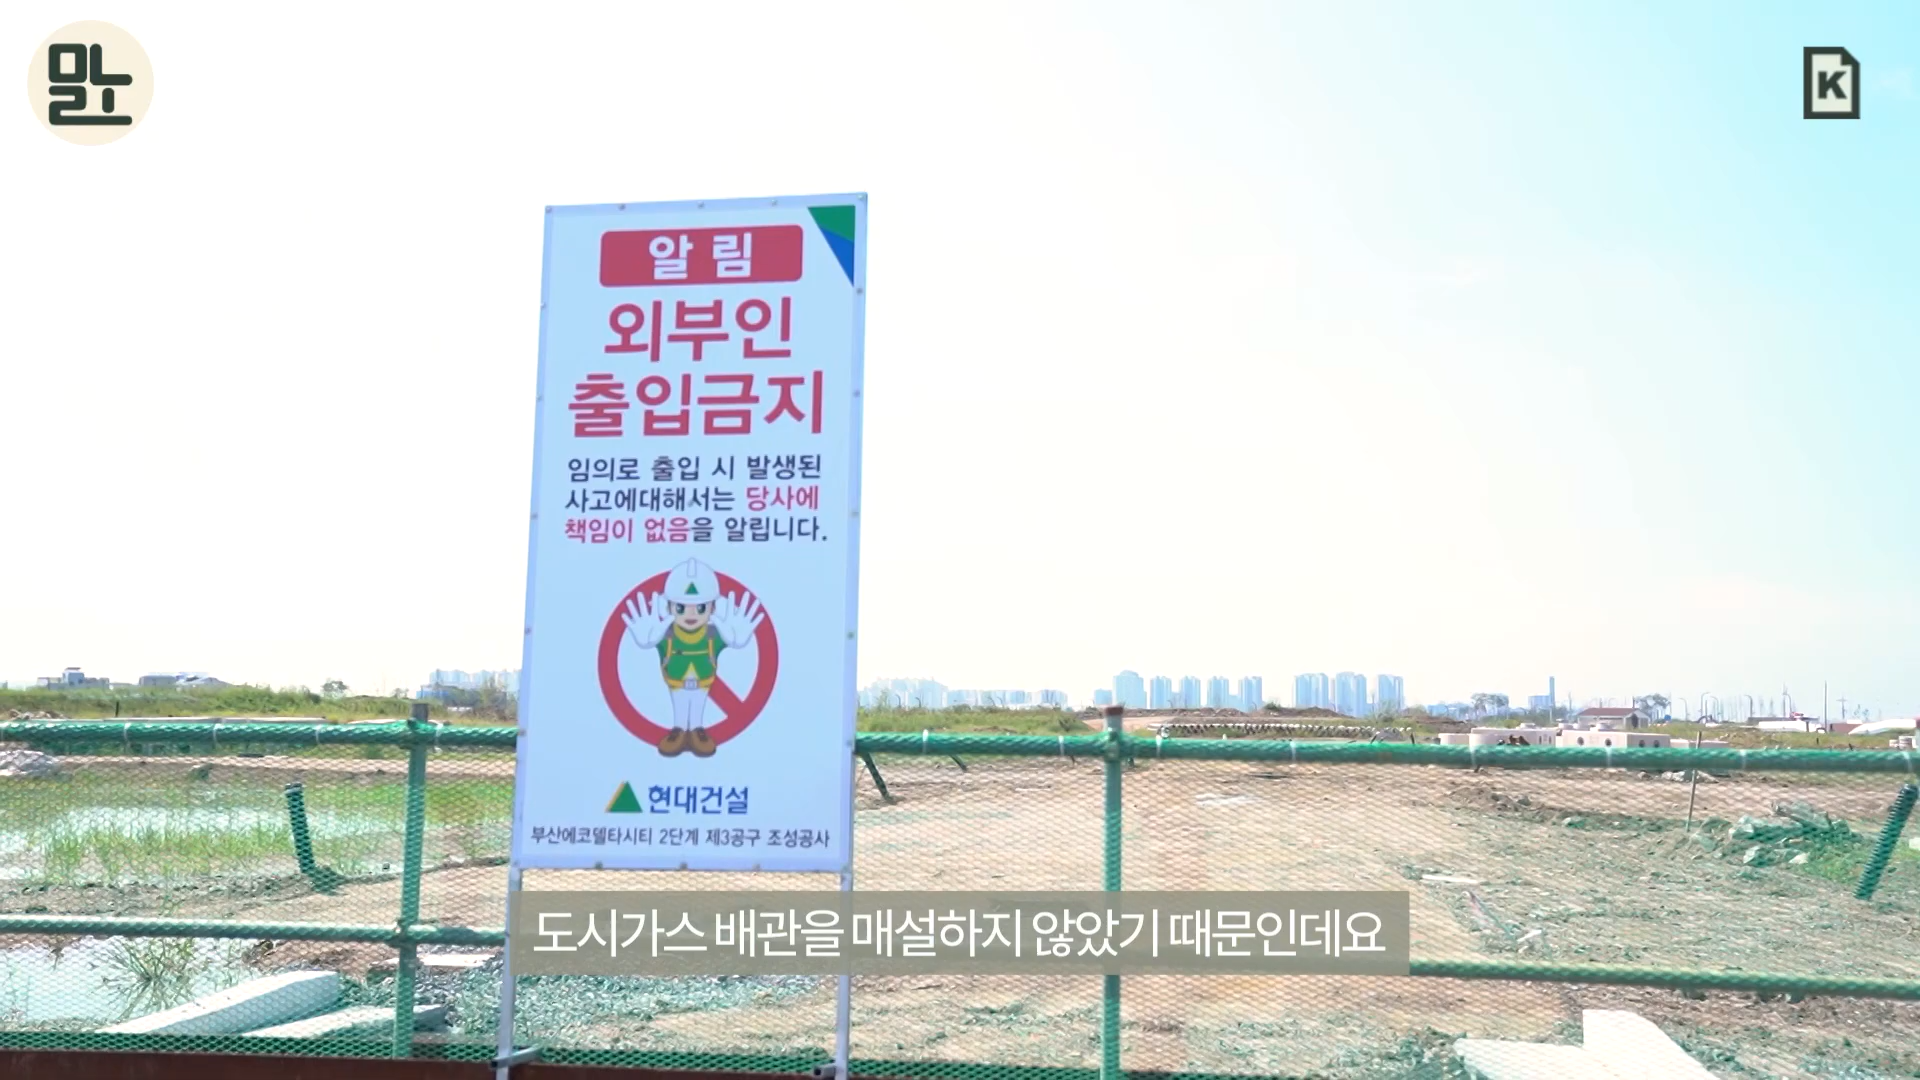 맑소
K
알림
외부인
출입금지
임의로 출입 시 발생된
사고에대해서는 당사에
책임이 없음을 알립니다.
현대건설
부산에코델타시티 2단계 제3공구 조성공사
도시가스 배관을 매설하지 않았기 때문인데요